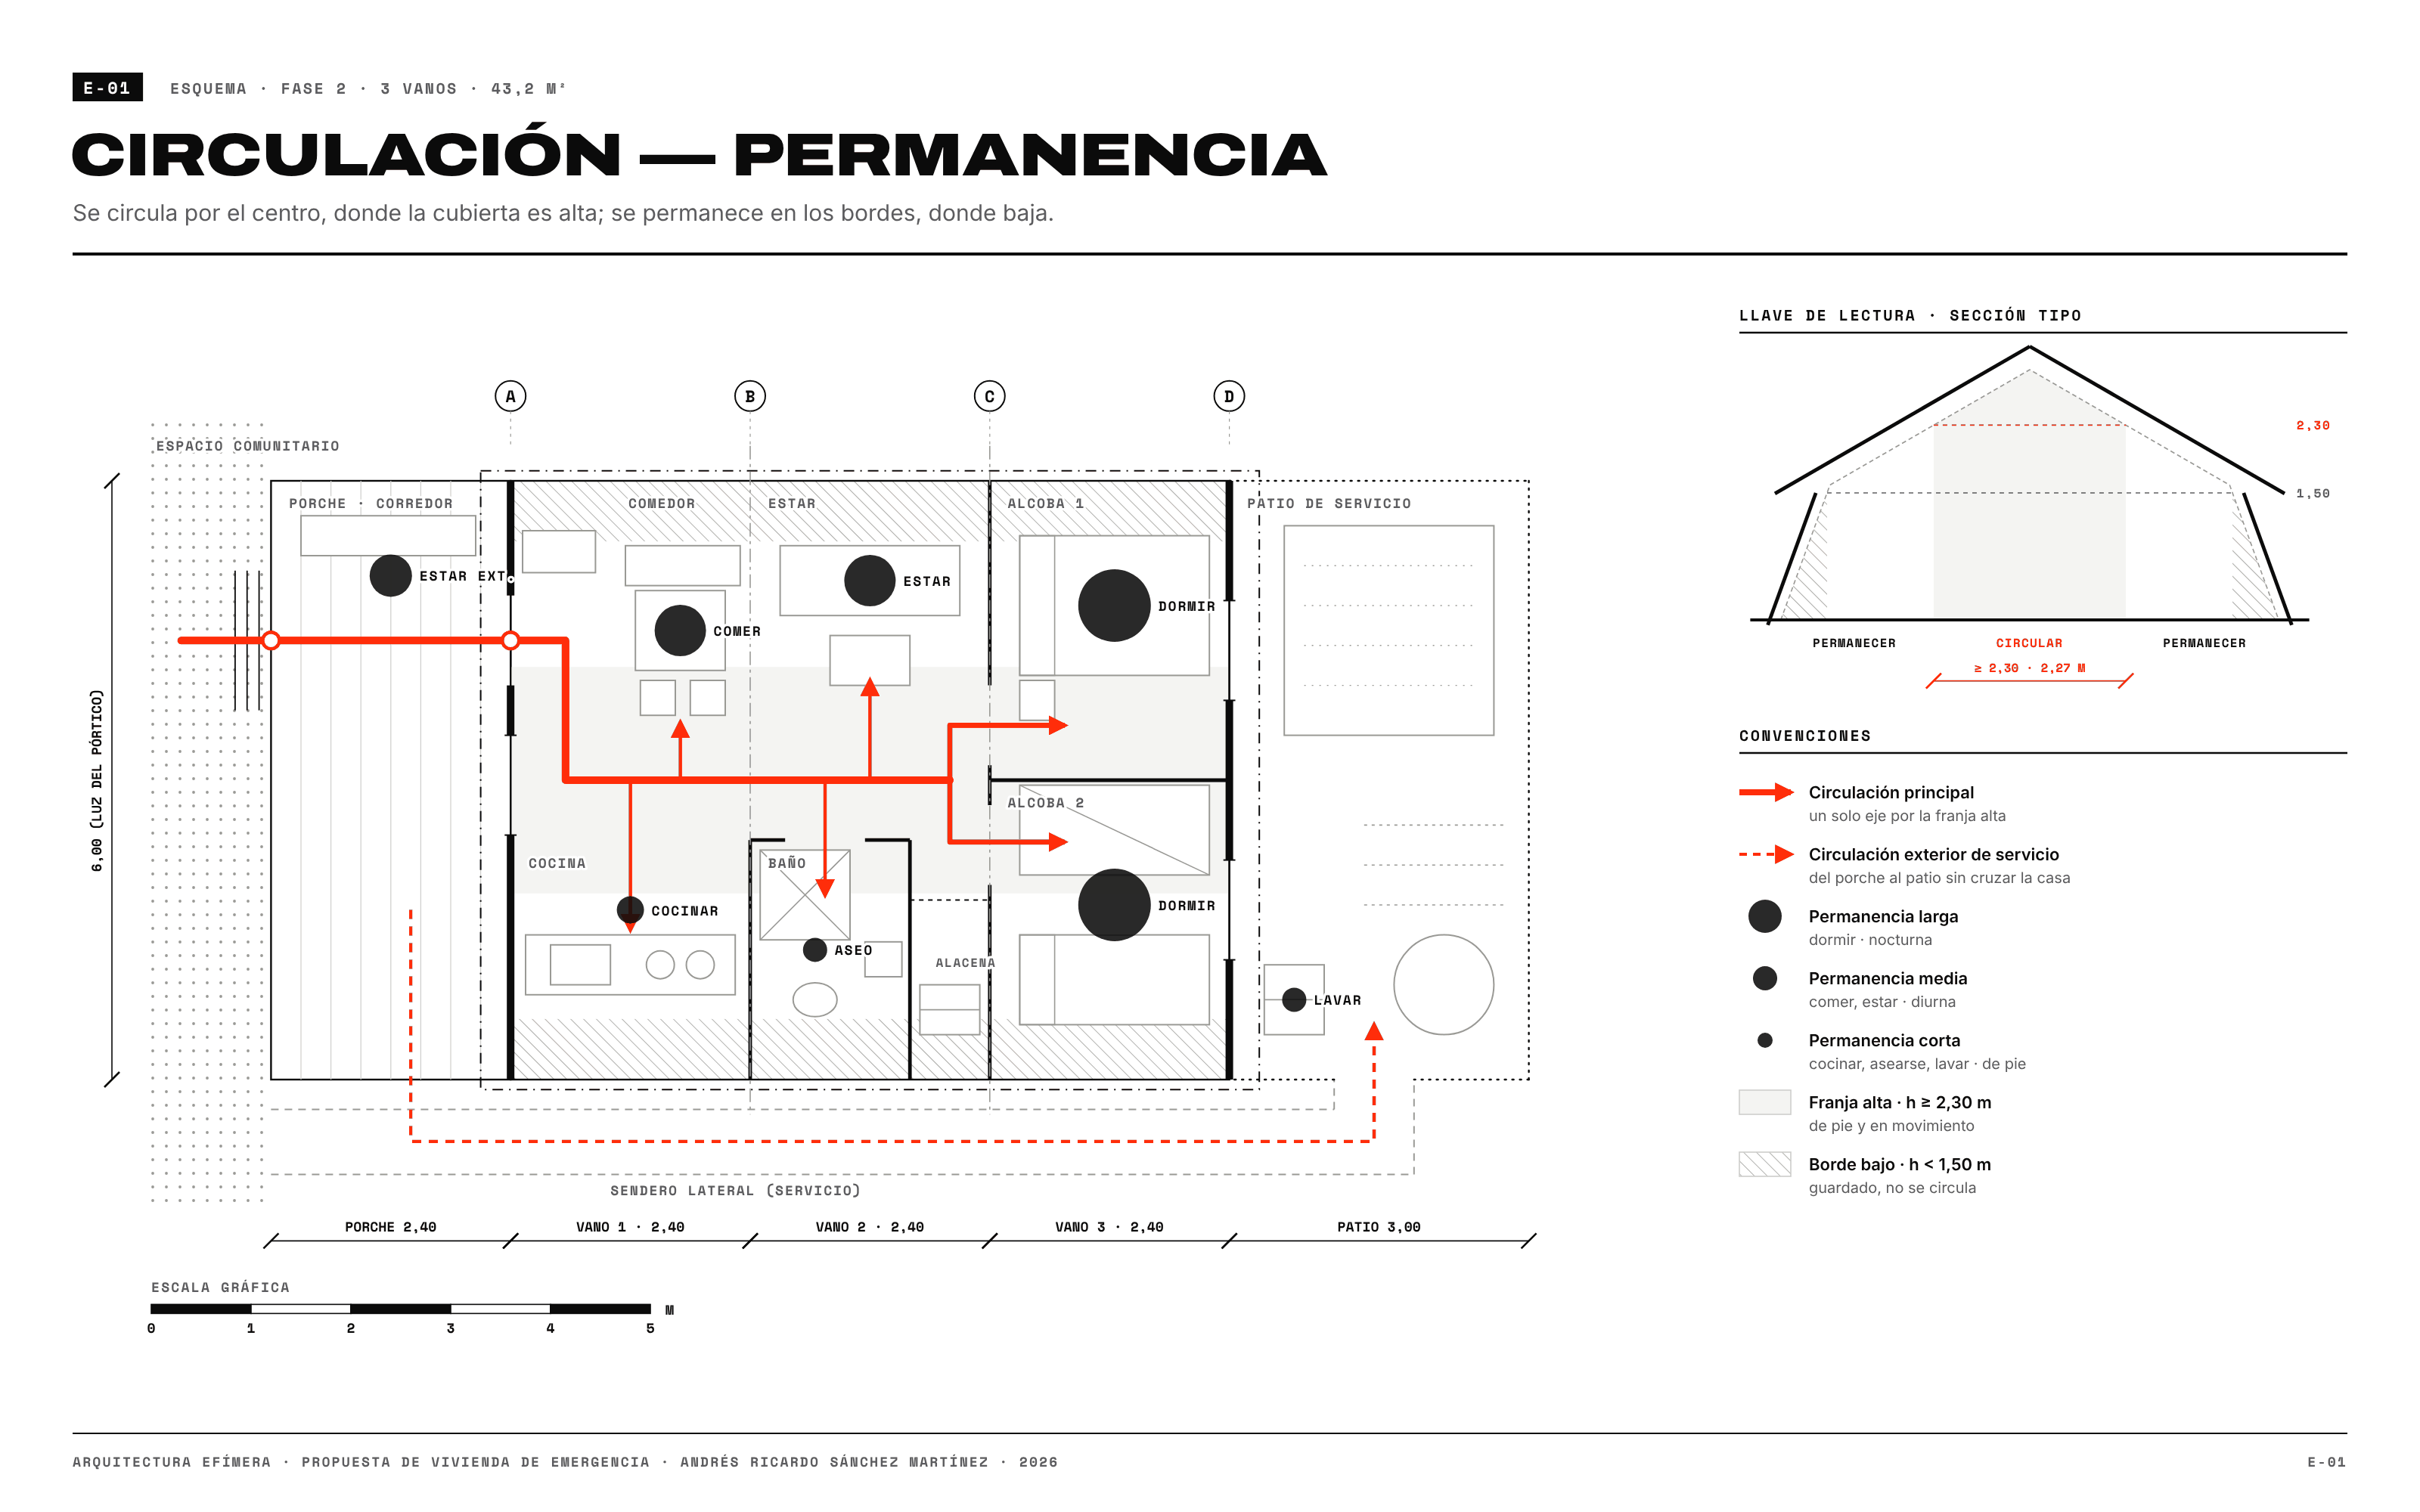 E-01 ESQUEMA · FASE 2 · 3 VANOS · 43,2 M²
CIRCULACIÓN — PERMANENCIA
Se circula por el centro, donde la cubierta es alta; se permanece en los bordes, donde baja.
A B C D
ESPACIO COMUNITARIO
PORCHE · CORREDOR
COMEDOR
ESTAR
ALCOBA 1
PATIO DE SERVICIO
ESTAR EXT.
ESTAR
COMER
DORMIR
6,00 (LUZ DEL PÓRTICO)
ALCOBA 2
COCINA
BAÑO
COCINAR
DORMIR
ASEO
ALACENA
LAVAR
SENDERO LATERAL (SERVICIO)
PORCHE 2,40
VANO 1 · 2,40
VANO 2 · 2,40
VANO 3 · 2,40
PATIO 3,00
ESCALA GRÁFICA
M
0 1 2 3 4 5
LLAVE DE LECTURA · SECCIÓN TIPO
2,30
1,50
PERMANECER
CIRCULAR
PERMANECER
≥ 2,30 · 2,27 M
CONVENCIONES
Circulación principal
un solo eje por la franja alta
Circulación exterior de servicio
del porche al patio sin cruzar la casa
Permanencia larga
dormir · nocturna
Permanencia media
comer, estar · diurna
Permanencia corta
cocinar, asearse, lavar · de pie
Franja alta · h ≥ 2,30 m
de pie y en movimiento
Borde bajo · h < 1,50 m
guardado, no se circula
ARQUITECTURA EFÍMERA · PROPUESTA DE VIVIENDA DE EMERGENCIA · ANDRÉS RICARDO SÁNCHEZ MARTÍNEZ · 2026
E-01